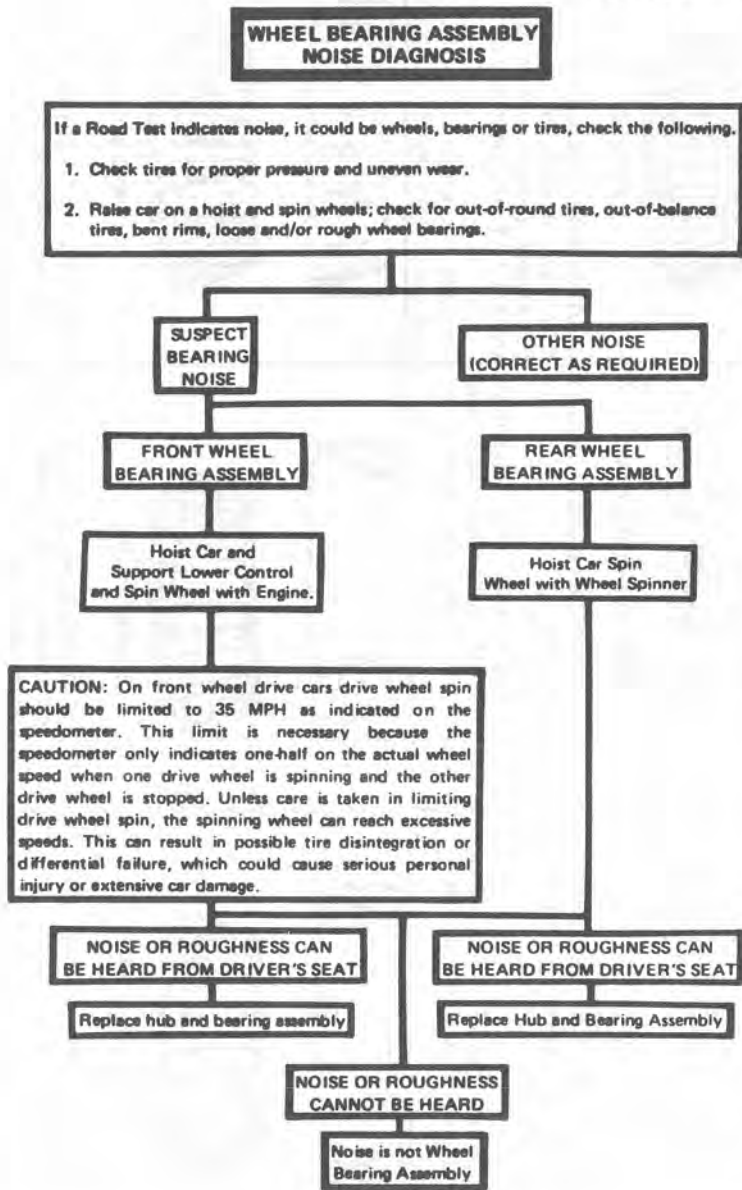 WHEEL BEARING ASSEMBLY
NOISE DIAGNOSIS
If a Road Test indicates noise, it could be wheels, bearings or tires, check the following.
1. Check tires for proper pressure and uneven wear.
2. Raise car on a hoist and spin wheels; check for out-of-round tires, out-of-balance
tires, bent rims, loose and/or rough wheel bearings.
SUSPECT
BEARING
NOISE
OTHER NOISE
(CORRECT AS REQUIRED)
FRONT WHEEL
BEARING ASSEMBLY
REAR WHEEL
BEARING ASSEMBLY
Hoist Car and
Support Lower Control
and Spin Wheel with Engine.
Hoist Car Spin
Wheel with Wheel Spinner
CAUTION: On front wheel drive cars drive wheel spin
should be limited to 35 MPH as indicated on the
speedometer. This limit is necessary because the
speedometer only indicates one-half on the actual wheel
speed when one drive wheel is spinning and the other
drive wheel is stopped. Unless care is taken in limiting
drive wheel spin, the spinning wheel can reach excessive
speeds. This can result in possible tire disintegration or
differential failure, which could cause serious personal
injury or extensive car damage.
NOISE OR ROUGHNESS CAN
BE HEARD FROM DRIVER'S SEAT
Replace hub and bearing assembly
NOISE OR ROUGHNESS CAN
BE HEARD FROM DRIVER'S SEAT
Replace Hub and Bearing Assembly
NOISE OR ROUGHNESS
CANNOT BE HEARD
Noise is not Wheel
Bearing Assembly